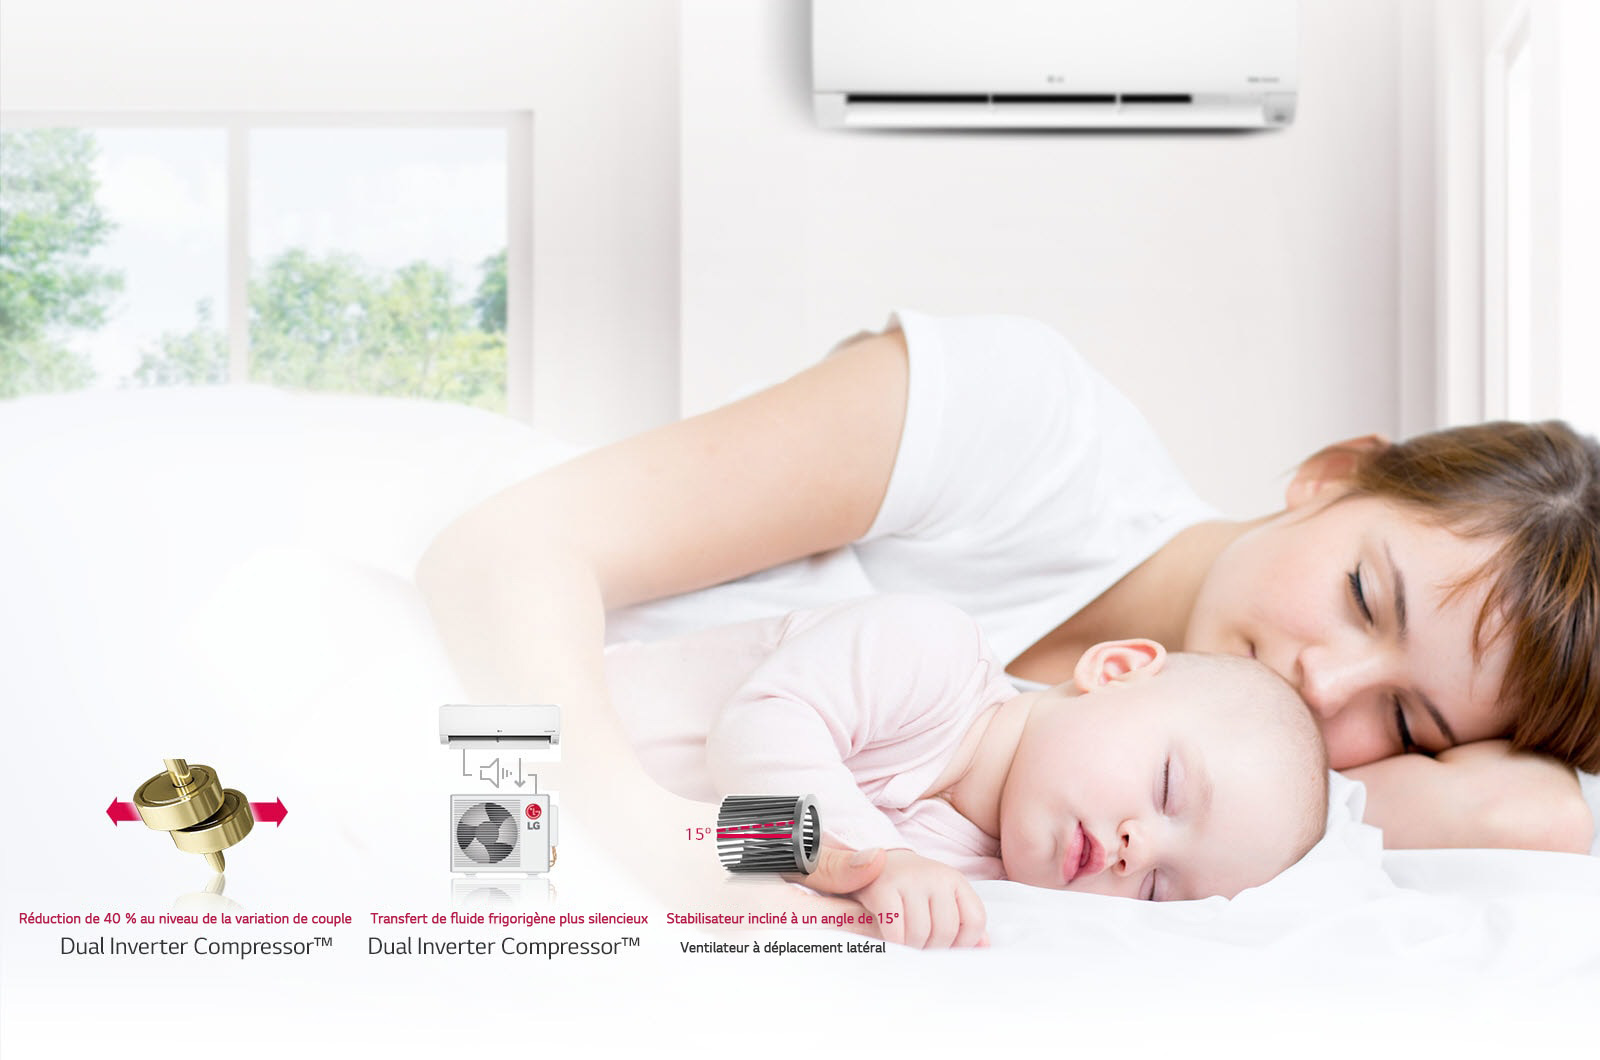 LG
15°
Réduction de 40 % au niveau de la variation de couple
Dual Inverter Compressor™
Transfert de fluide frigorigène plus silencieux
Dual Inverter Compressor™
Stabilisateur incliné à un angle de 15°
Ventilateur à déplacement latéral